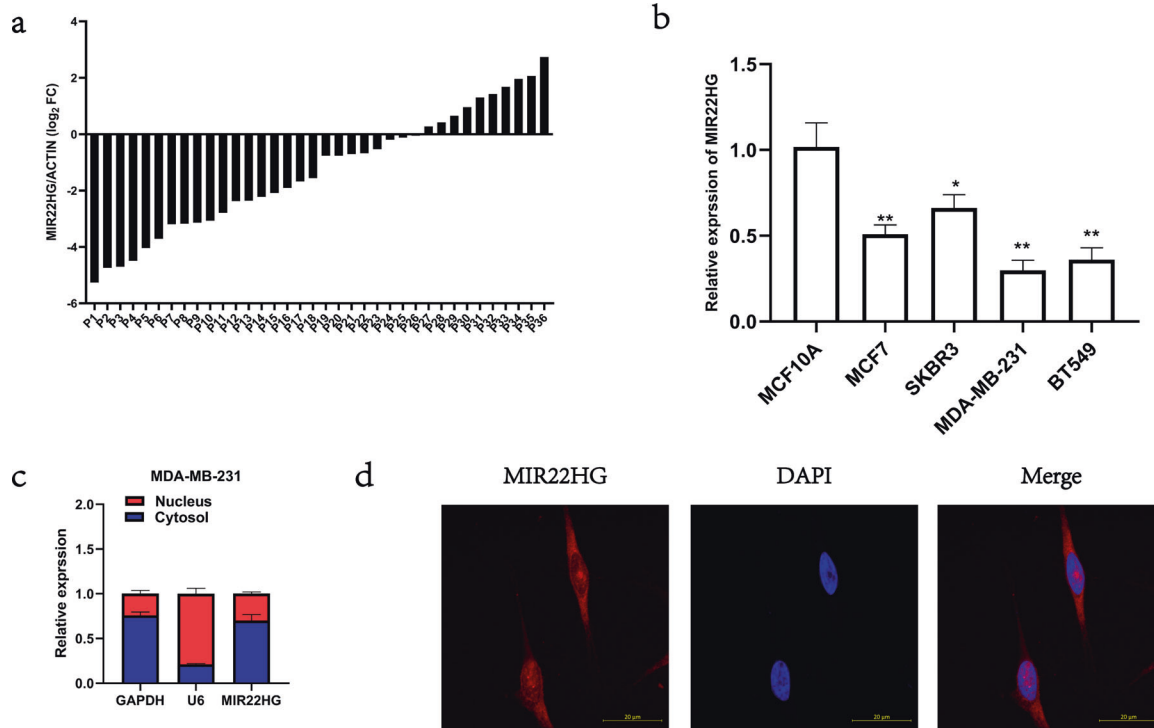 a
MIR22HG/ACTIN (log2 FC)
4
2
0
-2
-4
-6
P1
P2
P3
P4
P5
P6
P7
P8
P9
P10
P11
P12
P13
P14
P15
P16
P17
P18
P19
P20
P21
P22
P23
P24
P25
P26
P27
P28
P29
P30
P31
P32
P33
P34
P35
P36
b
Relative exprssion of MIR22HG
1.5
1.0
0.5
0.0
**
*
**
**
MCF10A
MCF7
SKBR3
MDA-MB-231
BT549
c
MDA-MB-231
Nucleus
Cytosol
Relative exprssion
2.0
1.5
1.0
0.5
0.0
GAPDH
U6
MIR22HG
d
MIR22HG
DAPI
Merge
20 μm
20 μm
20 μm